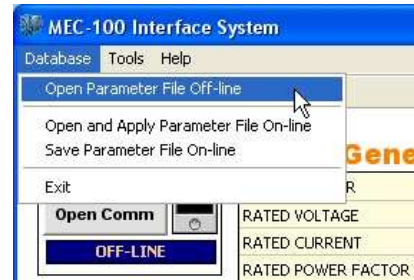 MEC-100 Interface System
Database Tools Help
Open Parameter File Off-line
Open and Apply Parameter File On-line
Save Parameter File On-line
Exit
Gene
R
Open Comm
RATED VOLTAGE
OFF-LINE
RATED CURRENT
RATED POWER FACTOR